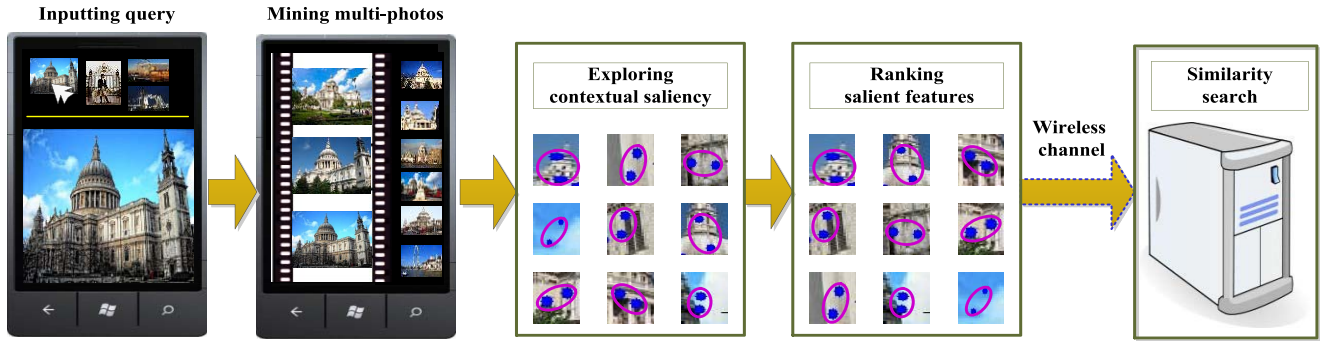 Inputting query
Mining multi-photos
Exploring
contextual saliency
Ranking
salient features
Wireless
channel
Similarity
search